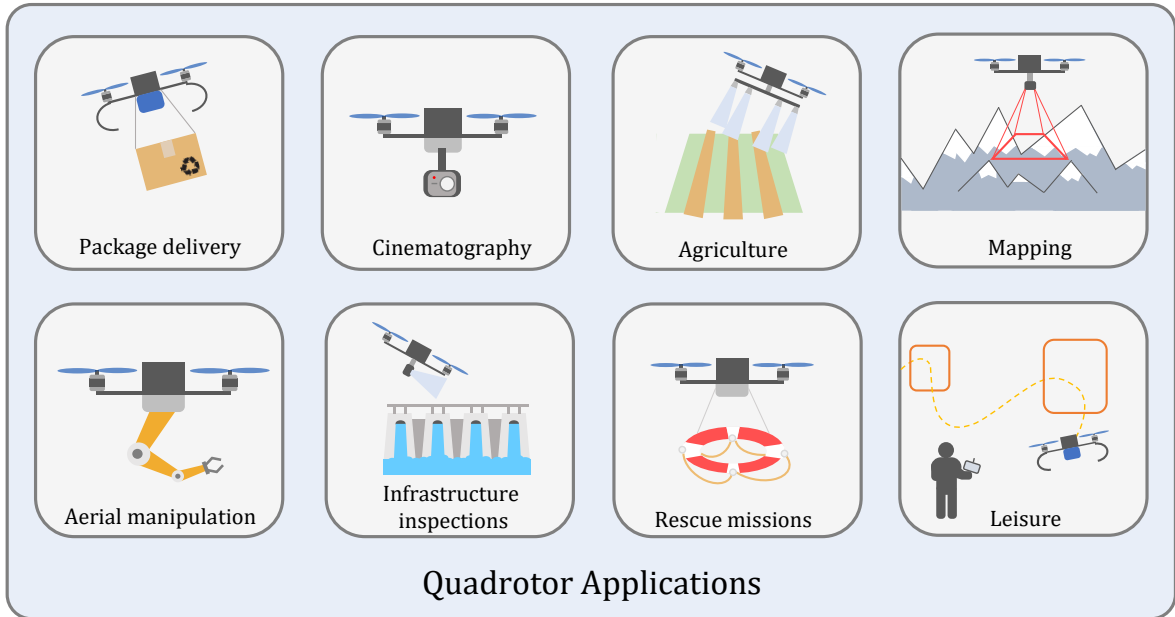 Package delivery
Cinematography
Agriculture
Mapping
Aerial manipulation
Infrastructure
inspections
Rescue missions
Leisure
Quadrotor Applications